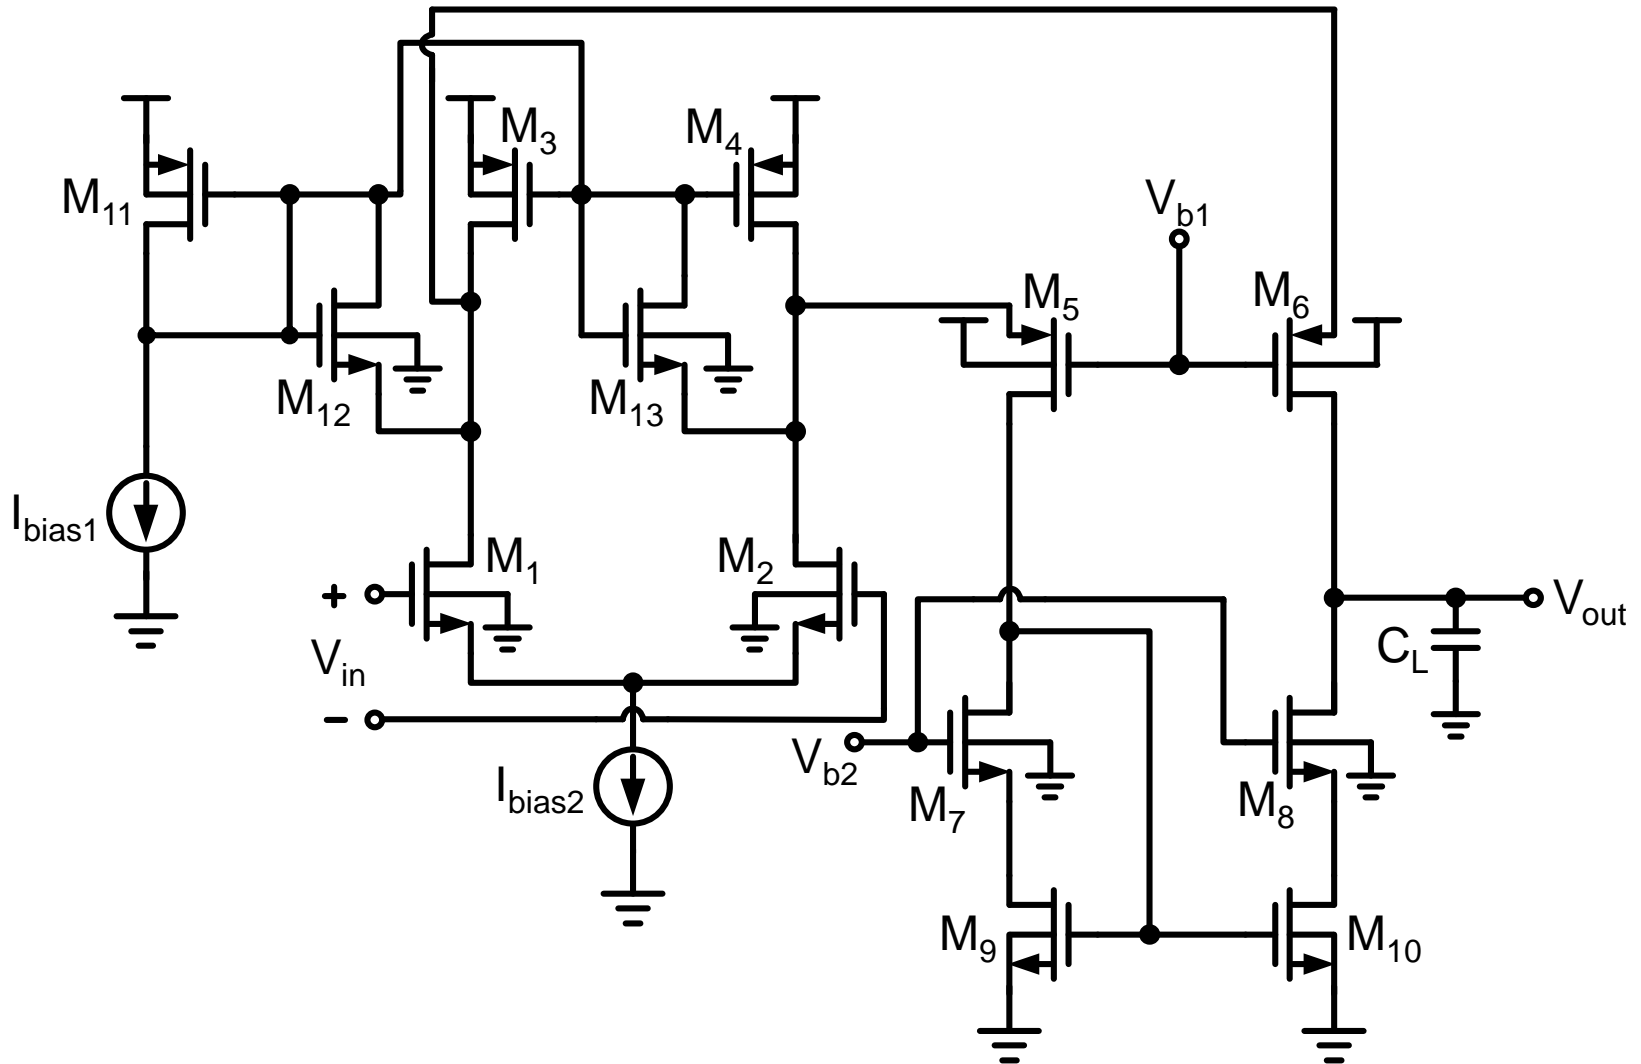 M3
M4
M11
Vb1
M5
M6
M12
M13
Ibias1
M1
M2
+
Vin
−
Vout
CL
Vb2
Ibias2
M7
M8
M9
M10